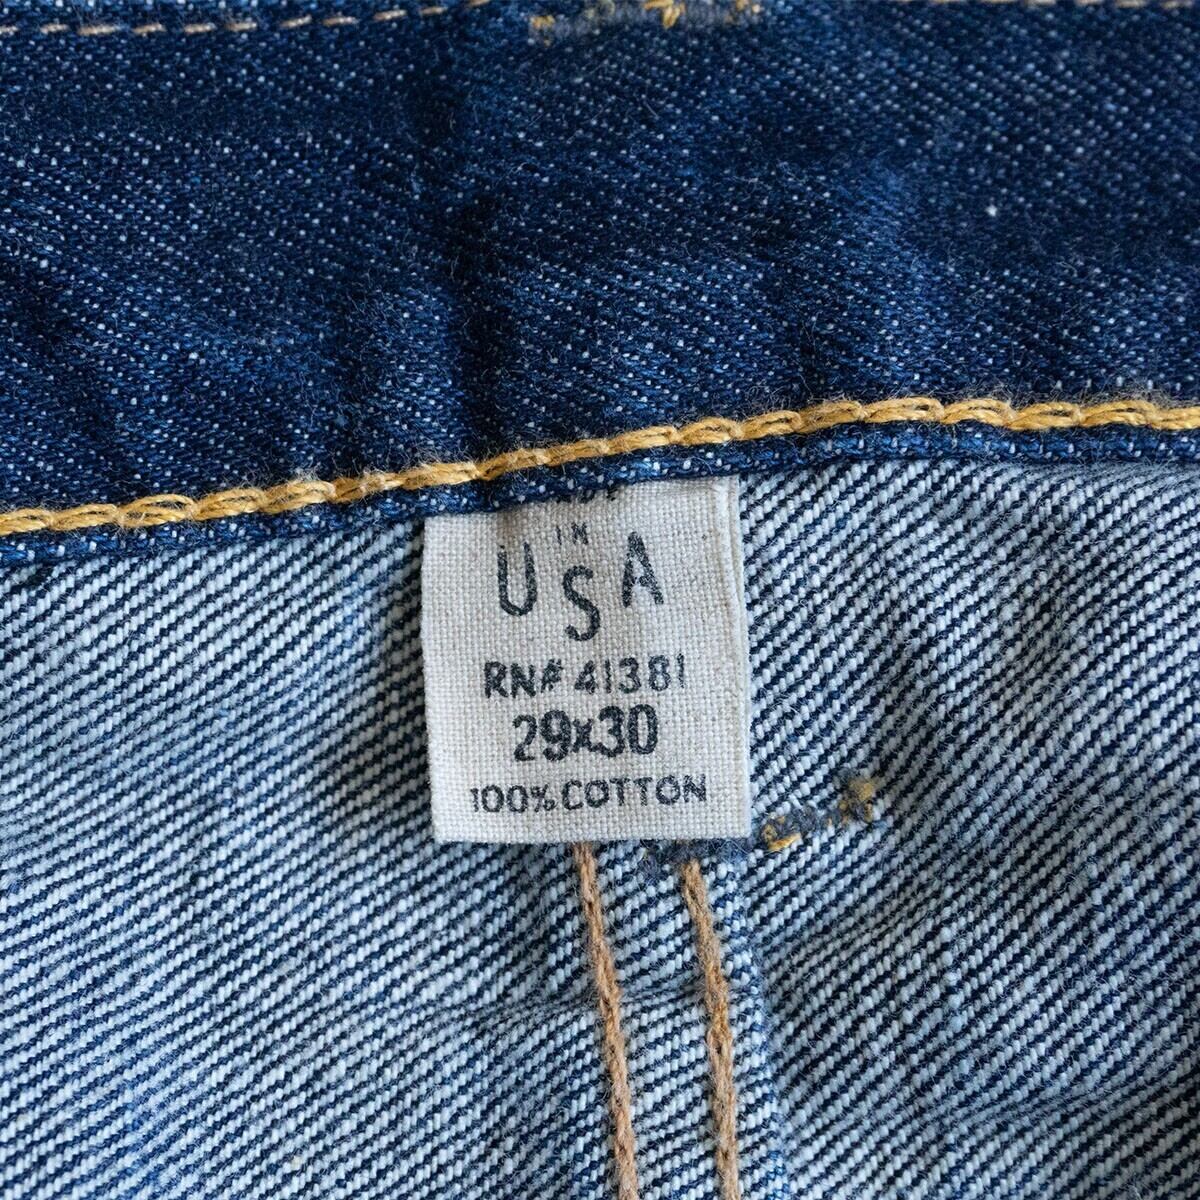 IN
USA
RN# 41381
29x30
100% COTTON